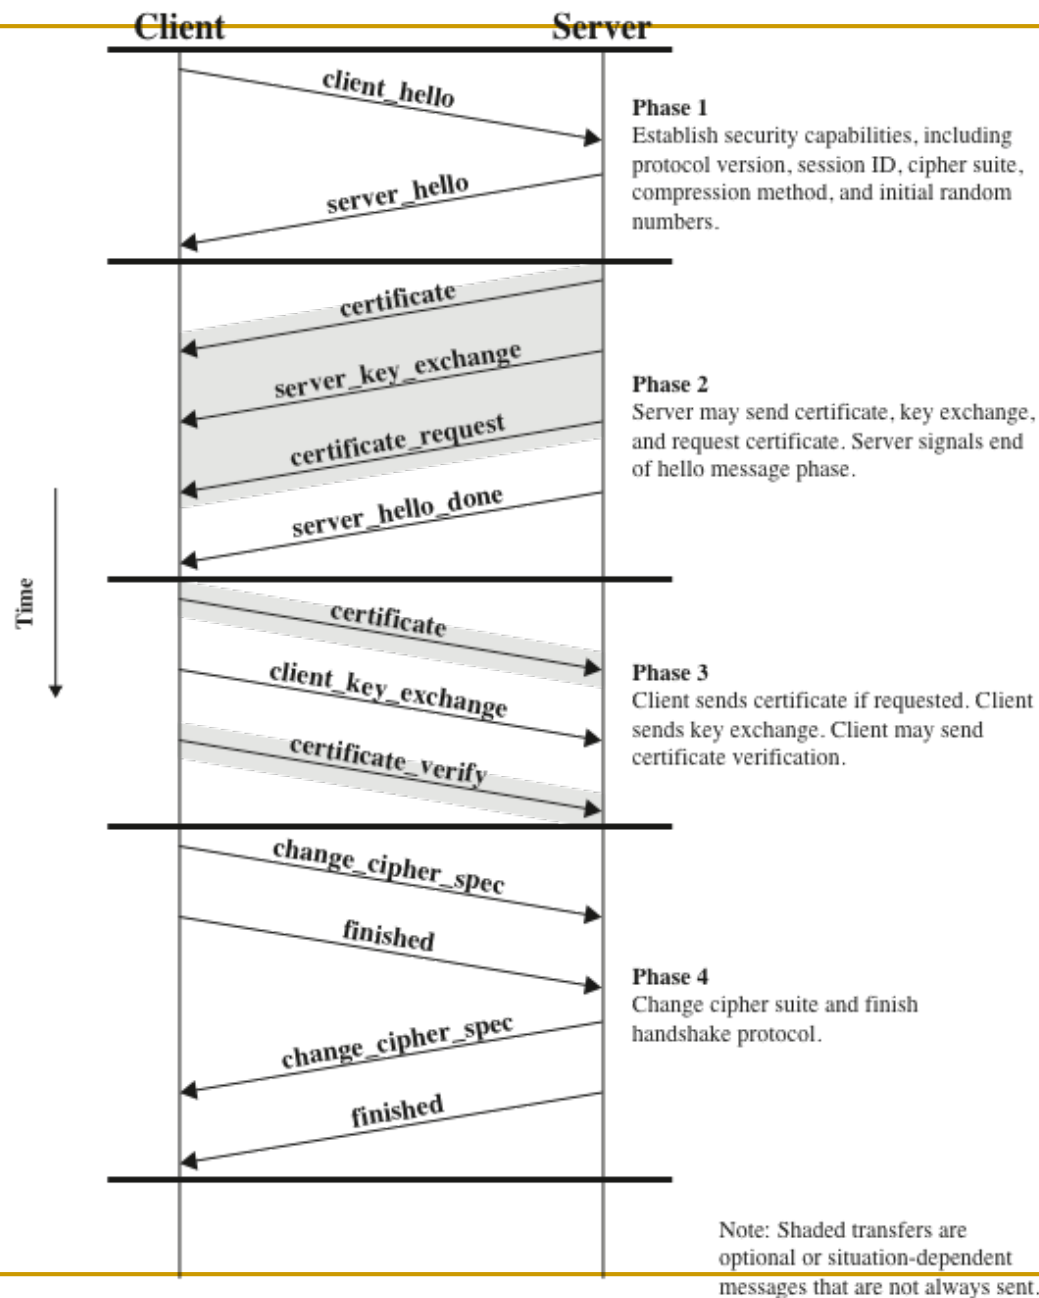 Client
Server
client_hello
server_hello
Phase 1
Establish security capabilities, including
protocol version, session ID, cipher suite,
compression method, and initial random
numbers.
certificate
server_key_exchange
certificate_request
server_hello_done
Phase 2
Server may send certificate, key exchange,
and request certificate. Server signals end
of hello message phase.
Time
certificate
client_key_exchange
certificate_verify
Phase 3
Client sends certificate if requested. Client
sends key exchange. Client may send
certificate verification.
change_cipher_spec
finished
change_cipher_spec
finished
Phase 4
Change cipher suite and finish
handshake protocol.
Note: Shaded transfers are
optional or situation-dependent
messages that are not always sent.